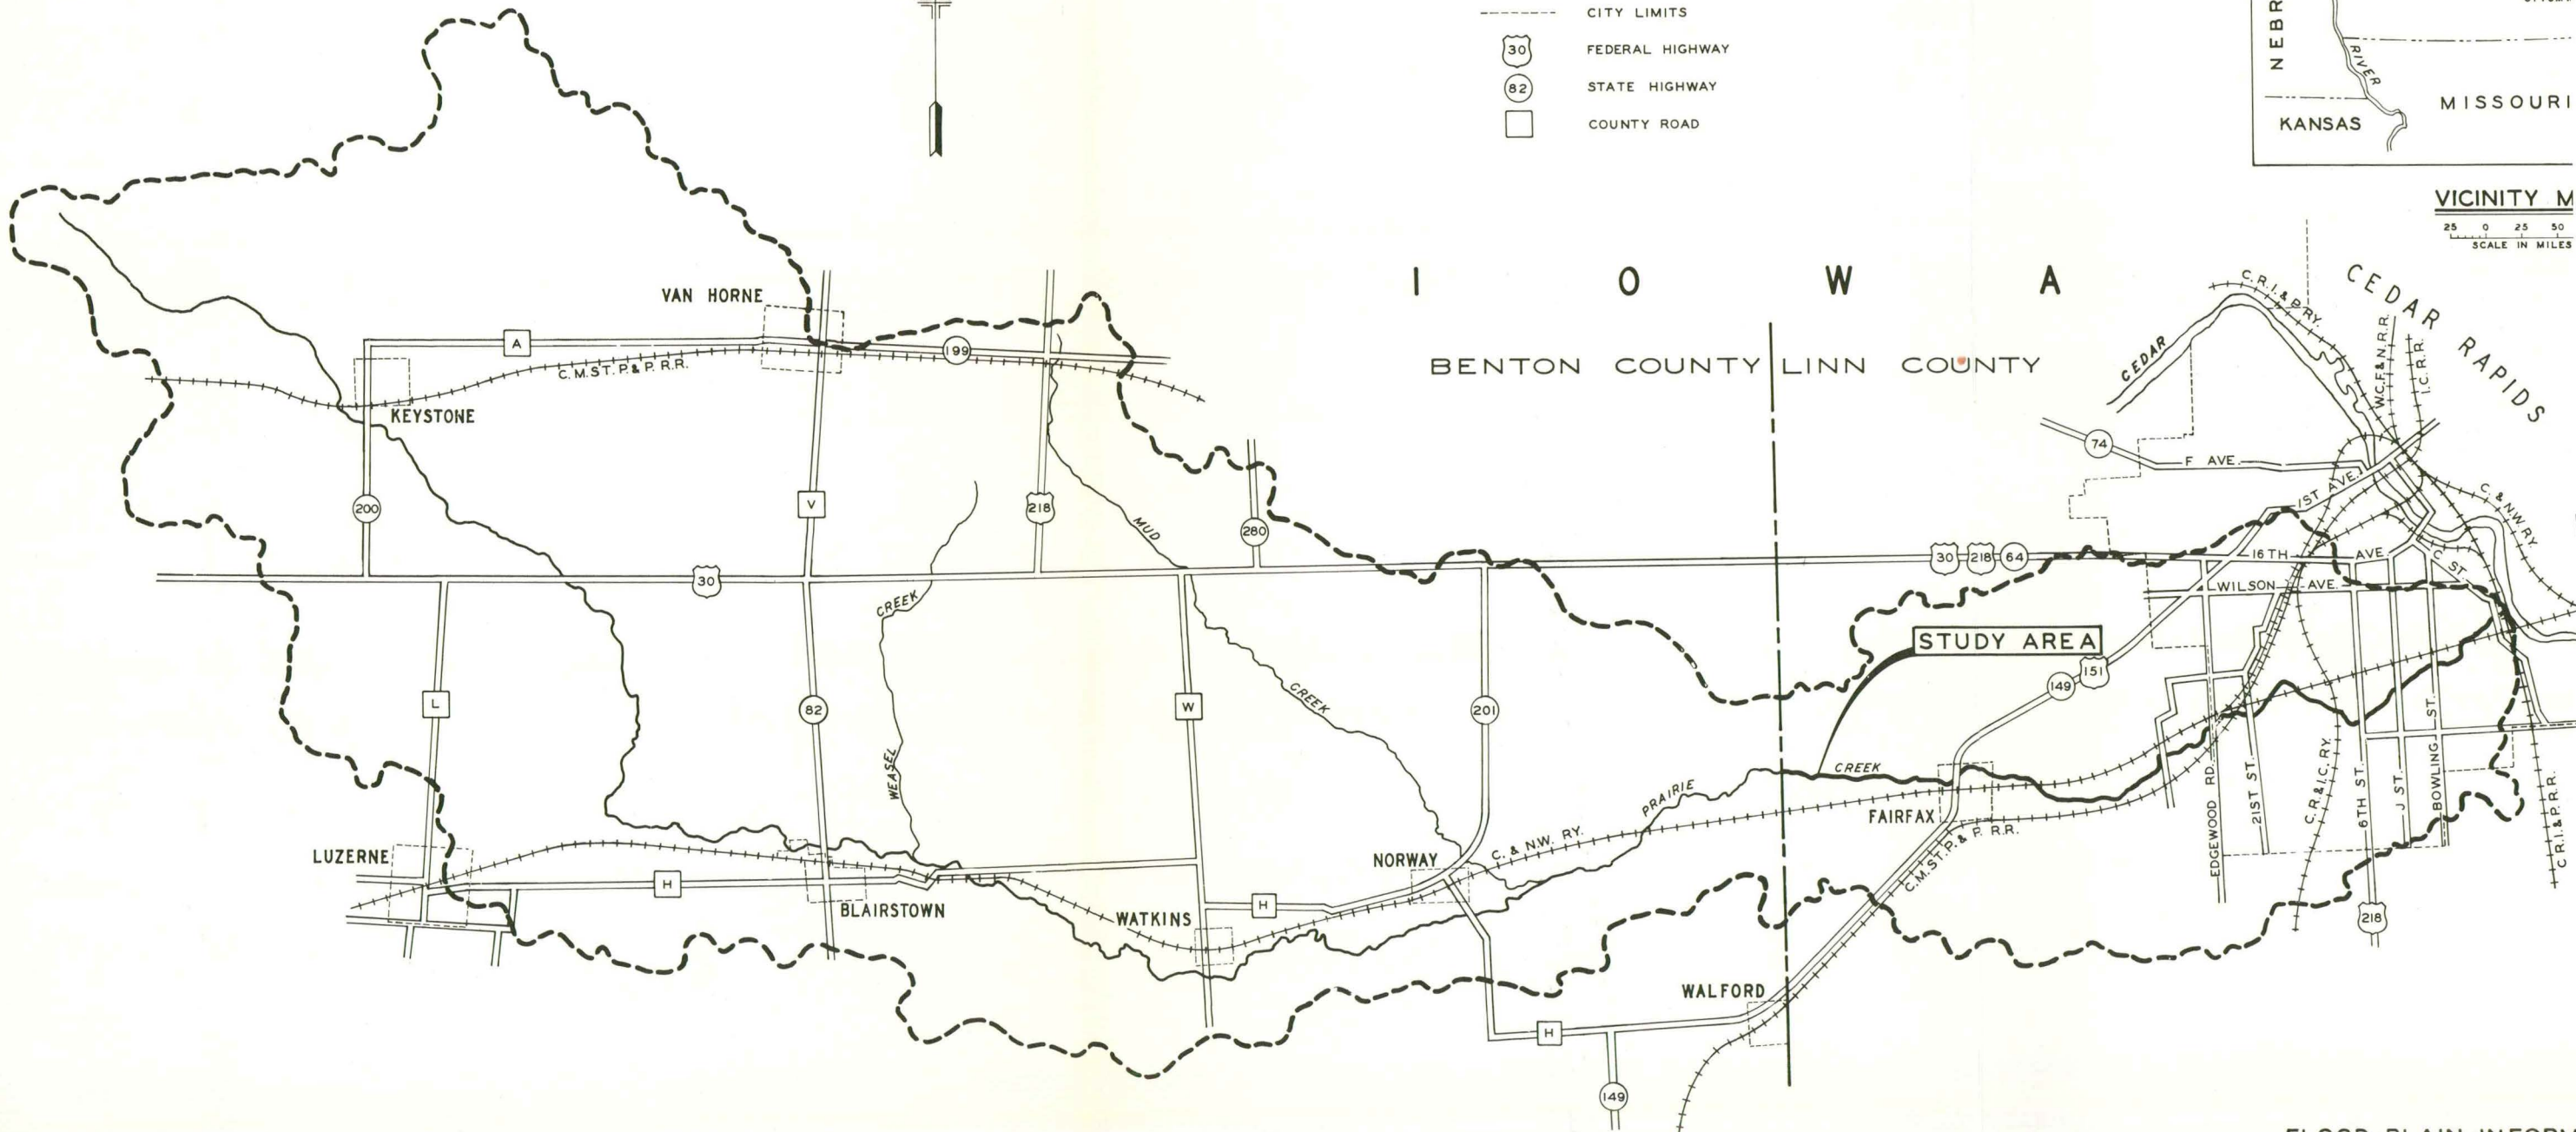 CITY LIMITS
30 FEDERAL HIGHWAY
82 STATE HIGHWAY
COUNTY ROAD
NEBR
RIVER
MISSOURI
KANSAS
VICINITY M
25 0 25 50
SCALE IN MILES
I O W A
BENTON COUNTY LINN COUNTY
CEDAR RAPIDS
CEDAR
C.R.I.& P. RY.
W.C.F.& N.R.R.
I.C.R.R.
C. & N.W. RY.
VAN HORNE
A
199
C.M.ST.P.& P. R.R.
KEYSTONE
200
V
218
MUD
280
74
F AVE.
1ST AVE.
30
30 218 64
16TH AVE.
C ST
WILSON AVE.
CREEK
STUDY AREA
151
149
L
82
WEASEL
W
CREEK
201
PRAIRIE
CREEK
EDGEWOOD RD.
21ST ST.
C.R.& I.C. RY.
6TH ST.
J ST.
BOWLING ST.
C.R.I.& P.R.R.
FAIRFAX
C.M.ST.P.& P. R.R.
C. & N.W. RY.
LUZERNE
H
BLAIRSTOWN
WATKINS
H
NORWAY
218
WALFORD
H
149
FLOOD PLAIN INFORM